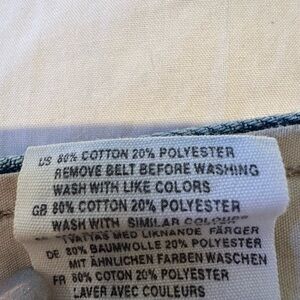 US 80% COTTON 20% POLYESTER
REMOVE BELT BEFORE WASHING
WASH WITH LIKE COLORS
GB 80% COTTON 20% POLYESTER
WASH WITH SIMILAR COLOUR
TVÄTTAS MED LIKNANDE FÄRGER
DE 80% BAUMWOLLE 20% POLYESTER
MIT ÄHNLICHEN FARBEN WASCHEN
FR 80% COTON 20% POLYESTER
LAVER AVEC COULEURS